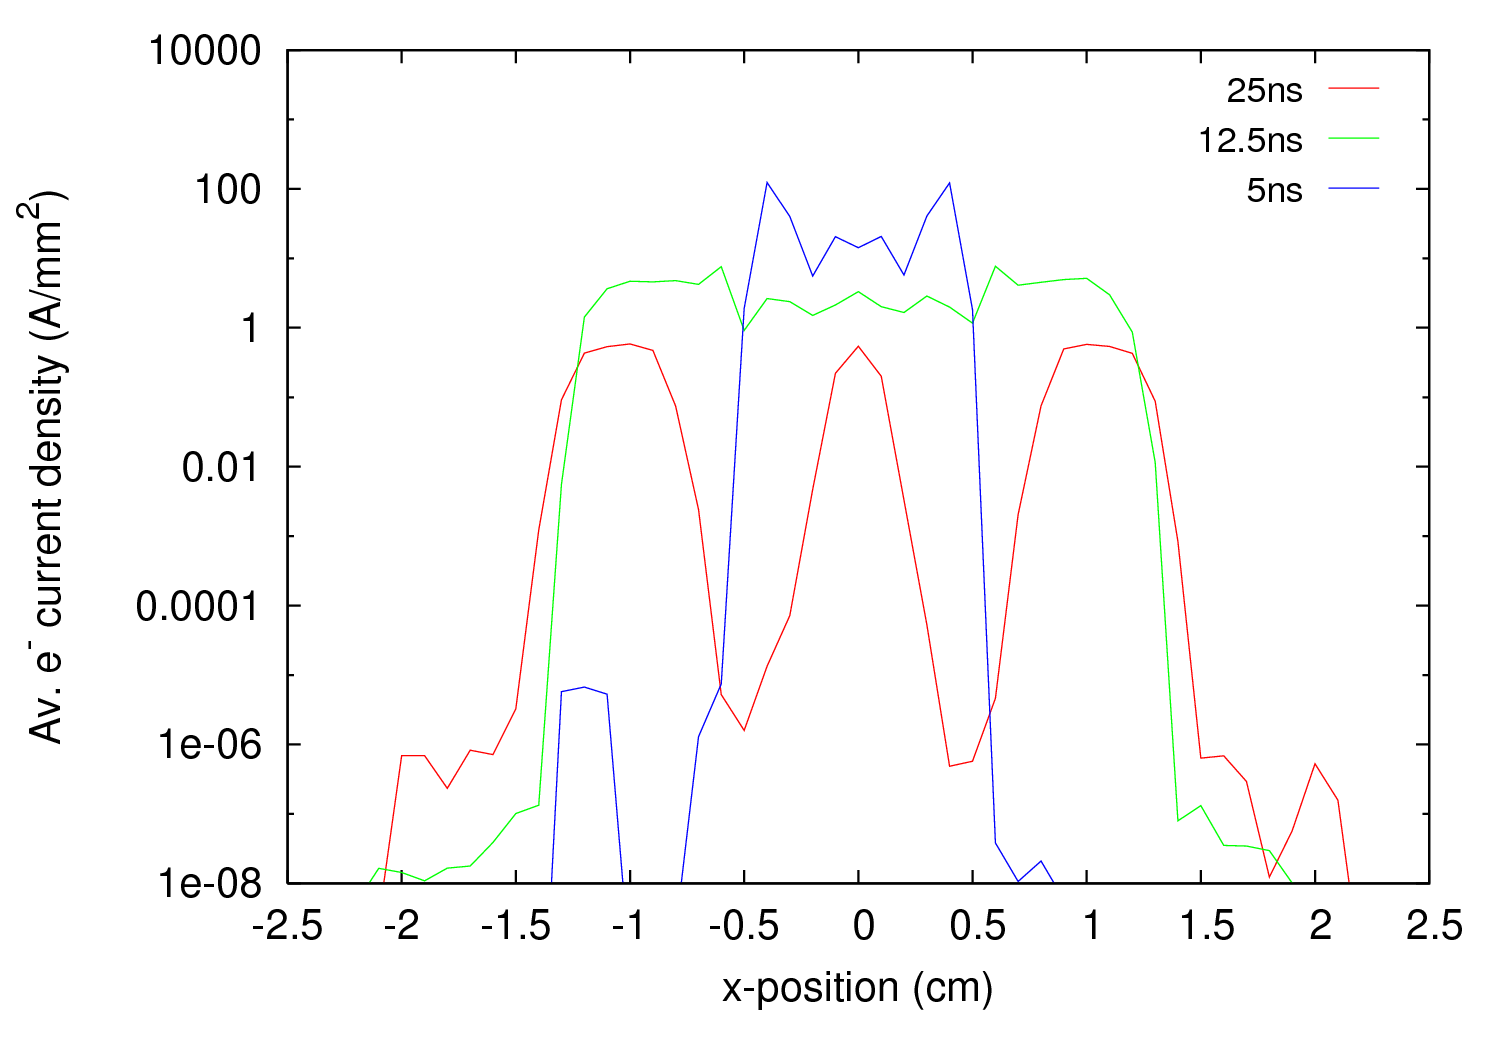 10000
100
1
0.01
0.0001
1e-06
1e-08
-2.5 -2 -1.5 -1 -0.5 0 0.5 1 1.5 2 2.5
x-position (cm)
Av. e- current density (A/mm2)
25ns
12.5ns
5ns